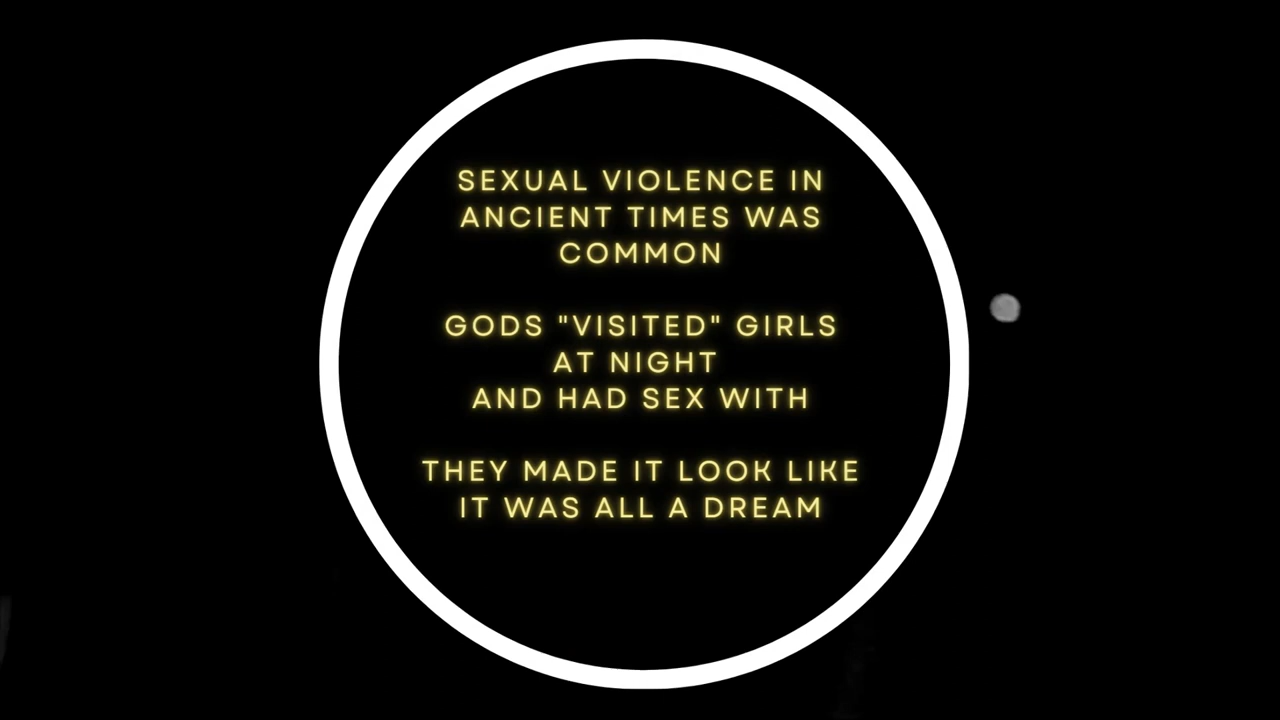 SEXUAL VIOLENCE IN
ANCIENT TIMES WAS
COMMON
GODS "VISITED" GIRLS
AT NIGHT
AND HAD SEX WITH
THEY MADE IT LOOK LIKE
IT WAS ALL A DREAM